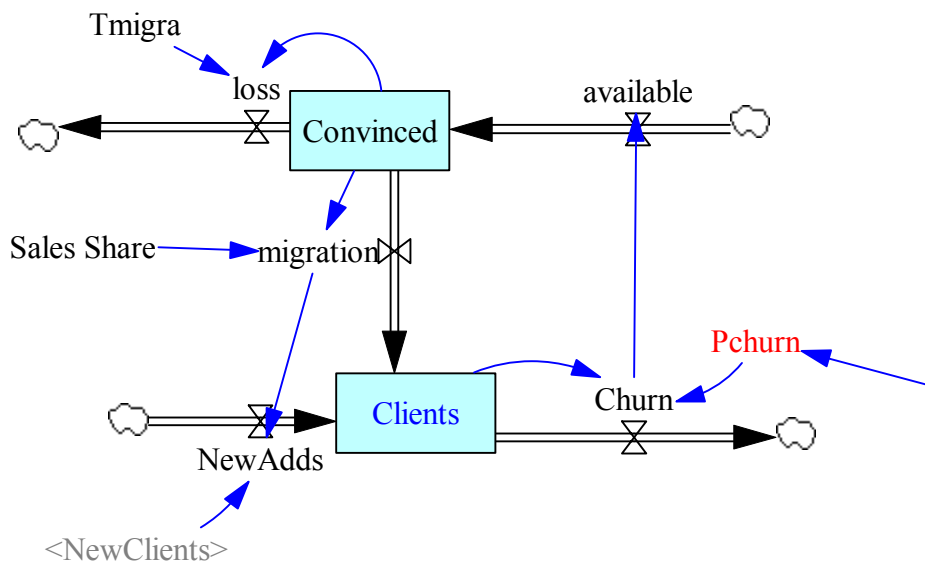 Tmigra
loss
available
Convinced
Sales Share
migration
Pchurn
Clients
Churn
NewAdds
<NewClients>